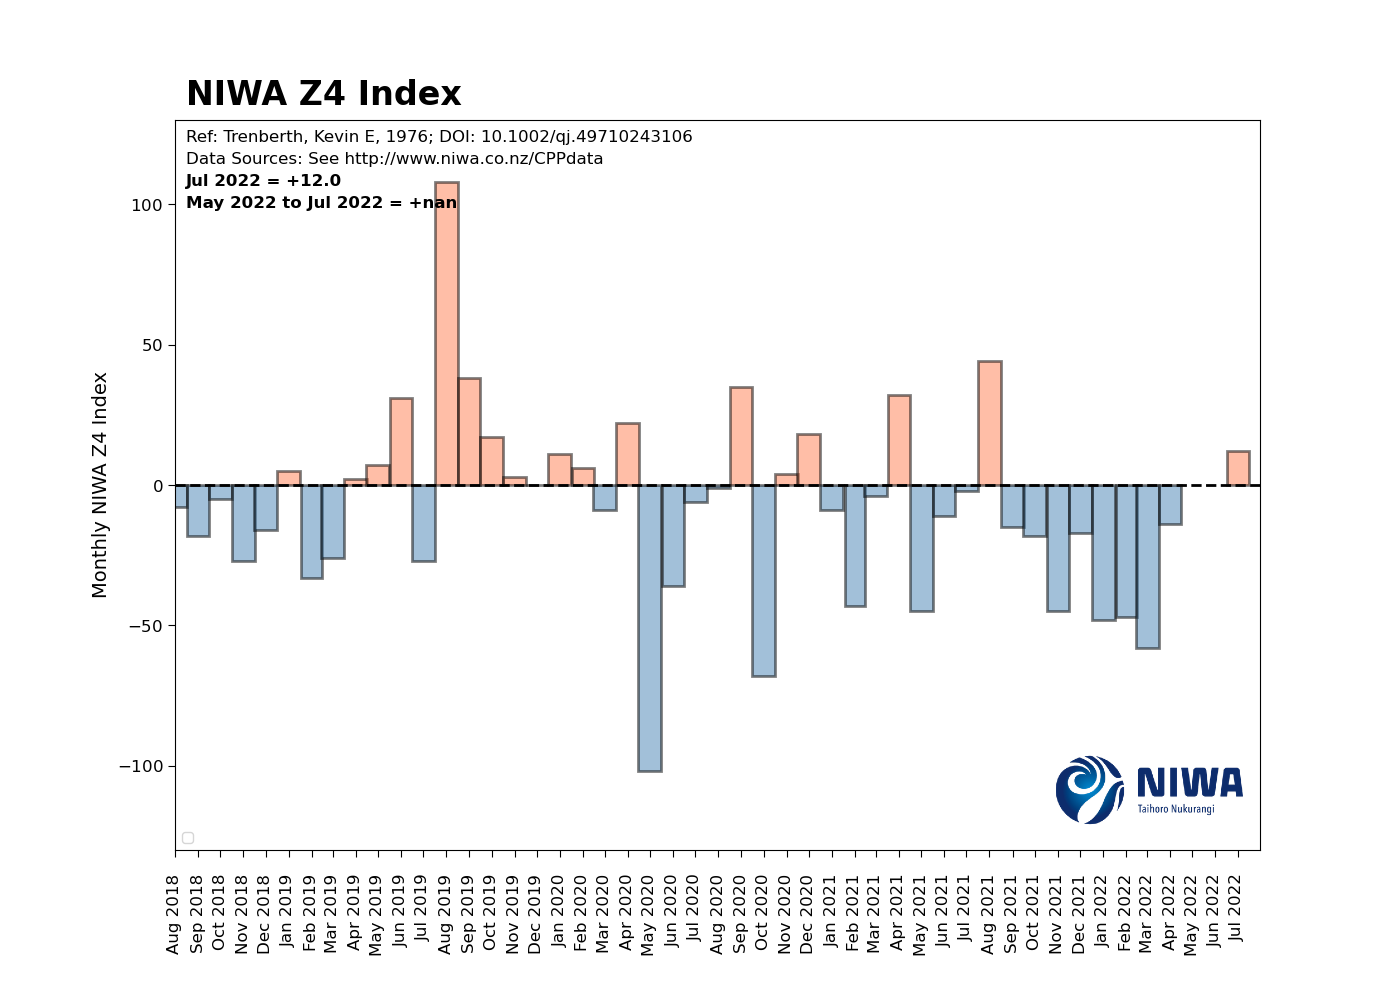 NIWA Z4 Index
Ref: Trenberth, Kevin E, 1976; DOI: 10.1002/qj.49710243106
Data Sources: See http://www.niwa.co.nz/CPPdata
Jul 2022 = +12.0
May 2022 to Jul 2022 = +nan
Monthly NIWA Z4 Index
100
50
0
−50
−100
NIWA
Taihoro Nukurangi
Aug 2018
Sep 2018
Oct 2018
Nov 2018
Dec 2018
Jan 2019
Feb 2019
Mar 2019
Apr 2019
May 2019
Jun 2019
Jul 2019
Aug 2019
Sep 2019
Oct 2019
Nov 2019
Dec 2019
Jan 2020
Feb 2020
Mar 2020
Apr 2020
May 2020
Jun 2020
Jul 2020
Aug 2020
Sep 2020
Oct 2020
Nov 2020
Dec 2020
Jan 2021
Feb 2021
Mar 2021
Apr 2021
May 2021
Jun 2021
Jul 2021
Aug 2021
Sep 2021
Oct 2021
Nov 2021
Dec 2021
Jan 2022
Feb 2022
Mar 2022
Apr 2022
May 2022
Jun 2022
Jul 2022